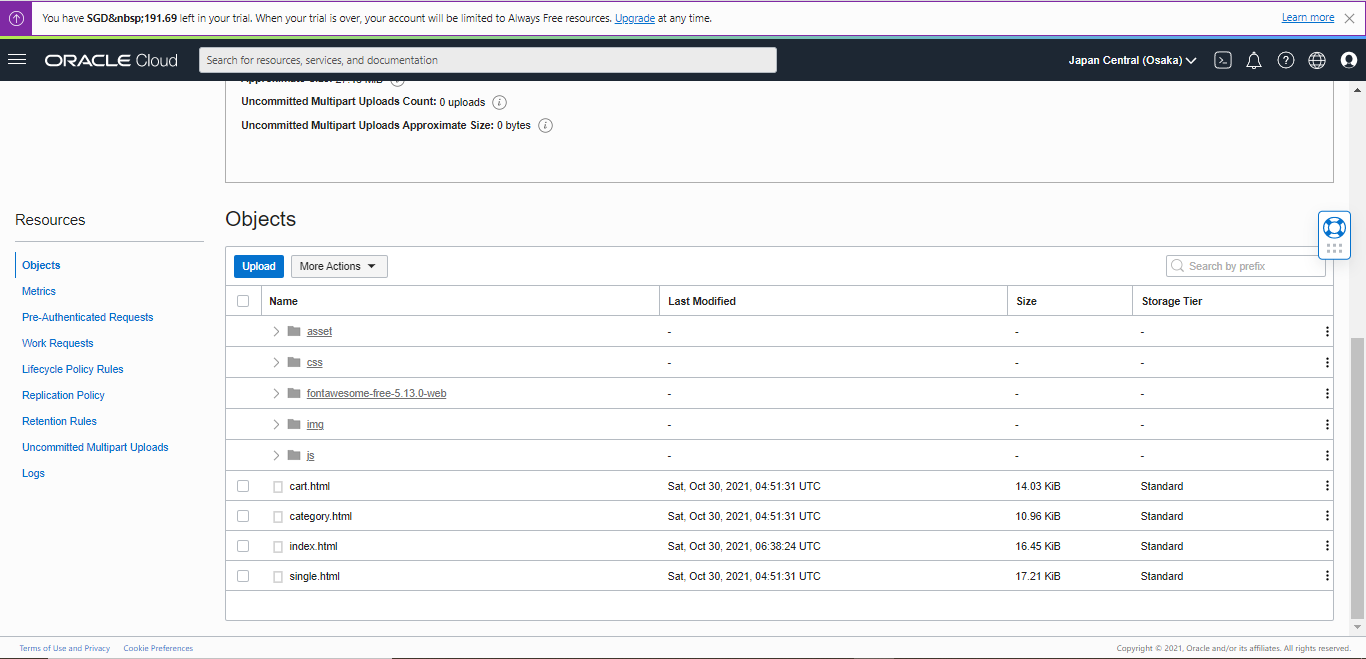 You have SGD&nbsp;191.69 left in your trial. When your trial is over, your account will be limited to Always Free resources. Upgrade at any time. Learn more
ORACLE Cloud Search for resources, services, and documentation Japan Central (Osaka)
Approximate Size: 27.15 MiB
Uncommitted Multipart Uploads Count: 0 uploads
Uncommitted Multipart Uploads Approximate Size: 0 bytes
Resources
Objects
Metrics
Pre-Authenticated Requests
Work Requests
Lifecycle Policy Rules
Replication Policy
Retention Rules
Uncommitted Multipart Uploads
Logs
Objects
Upload More Actions Search by prefix
Name Last Modified Size Storage Tier
asset - - -
css - - -
fontawesome-free-5.13.0-web - - -
img - - -
js - - -
cart.html Sat, Oct 30, 2021, 04:51:31 UTC 14.03 KiB Standard
category.html Sat, Oct 30, 2021, 04:51:31 UTC 10.96 KiB Standard
index.html Sat, Oct 30, 2021, 06:38:24 UTC 16.45 KiB Standard
single.html Sat, Oct 30, 2021, 04:51:31 UTC 17.21 KiB Standard
Terms of Use and Privacy Cookie Preferences Copyright © 2021, Oracle and/or its affiliates. All rights reserved.